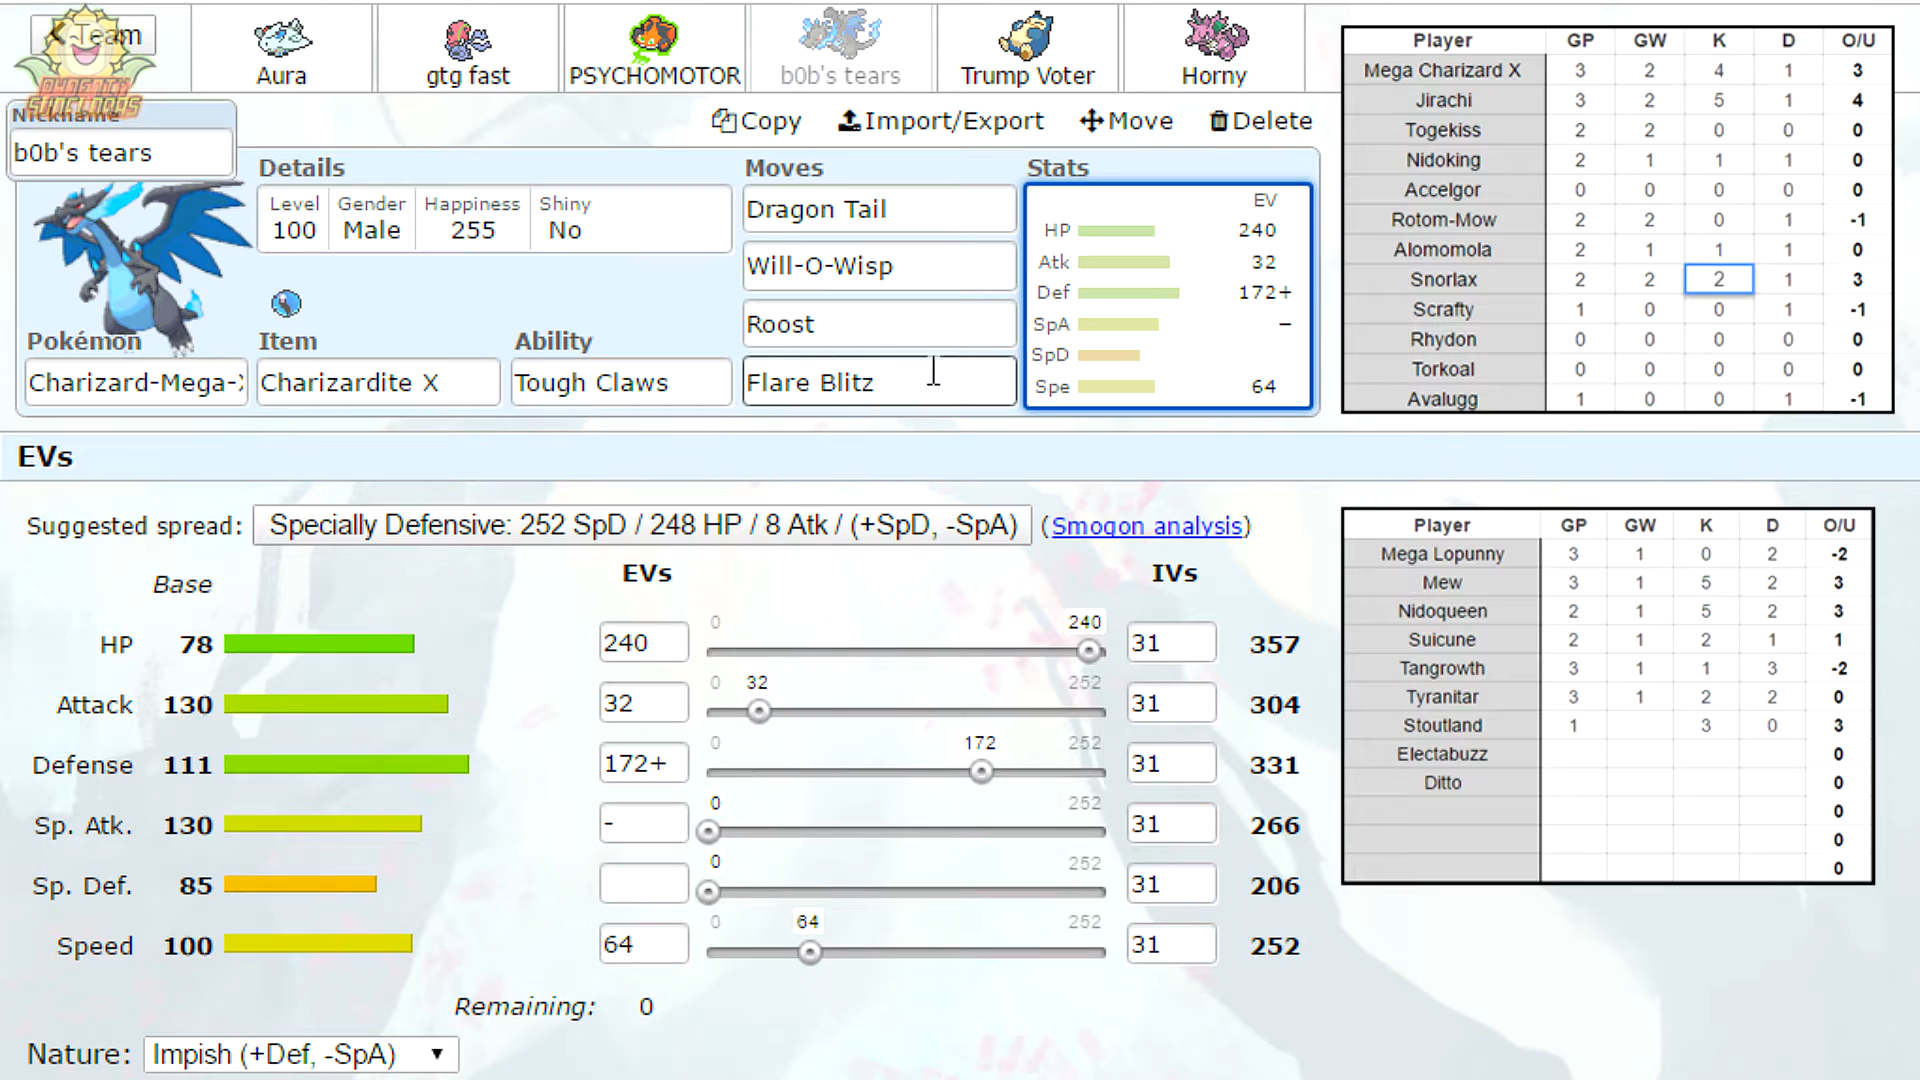 Team
Aura
gtg fast
PSYCHOMOTOR
b0b's tears
Trump Voter
Horny
Copy Import/Export Move Delete
Nickname
b0b's tears
Details
Level Gender Happiness Shiny
100 Male 255 No
Pokémon
Charizard-Mega-X
Item
Charizardite X
Ability
Tough Claws
Moves
Dragon Tail
Will-O-Wisp
Roost
Flare Blitz
Stats
EV
HP 240
Atk 32
Def 172+
SpA –
SpD
Spe 64
Player GP GW K D O/U
Mega Charizard X 3 2 4 1 3
Jirachi 3 2 5 1 4
Togekiss 2 2 0 0 0
Nidoking 2 1 1 1 0
Accelgor 0 0 0 0 0
Rotom-Mow 2 2 0 1 -1
Alomomola 2 1 1 1 0
Snorlax 2 2 2 1 3
Scrafty 1 0 0 1 -1
Rhydon 0 0 0 0 0
Torkoal 0 0 0 0 0
Avalugg 1 0 0 1 -1
EVs
Suggested spread: Specially Defensive: 252 SpD / 248 HP / 8 Atk / (+SpD, -SpA) (Smogon analysis)
Base EVs IVs
HP 78 240 0 240 31 357
Attack 130 32 0 32 252 31 304
Defense 111 172+ 0 172 252 31 331
Sp. Atk. 130 - 0 252 31 266
Sp. Def. 85 0 252 31 206
Speed 100 64 0 64 252 31 252
Remaining: 0
Nature: Impish (+Def, -SpA)
Player GP GW K D O/U
Mega Lopunny 3 1 0 2 -2
Mew 3 1 5 2 3
Nidoqueen 2 1 5 2 3
Suicune 2 1 2 1 1
Tangrowth 3 1 1 3 -2
Tyranitar 3 1 2 2 0
Stoutland 1 3 0 3
Electabuzz 0
Ditto 0
0
0
0